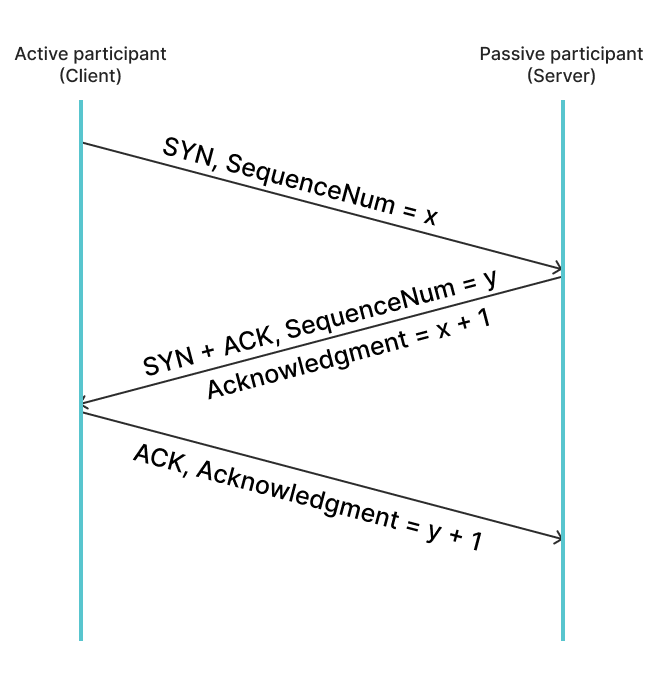 Active participant
(Client)
Passive participant
(Server)
SYN, SequenceNum = x
SYN + ACK, SequenceNum = y
Acknowledgment = x + 1
ACK, Acknowledgment = y + 1